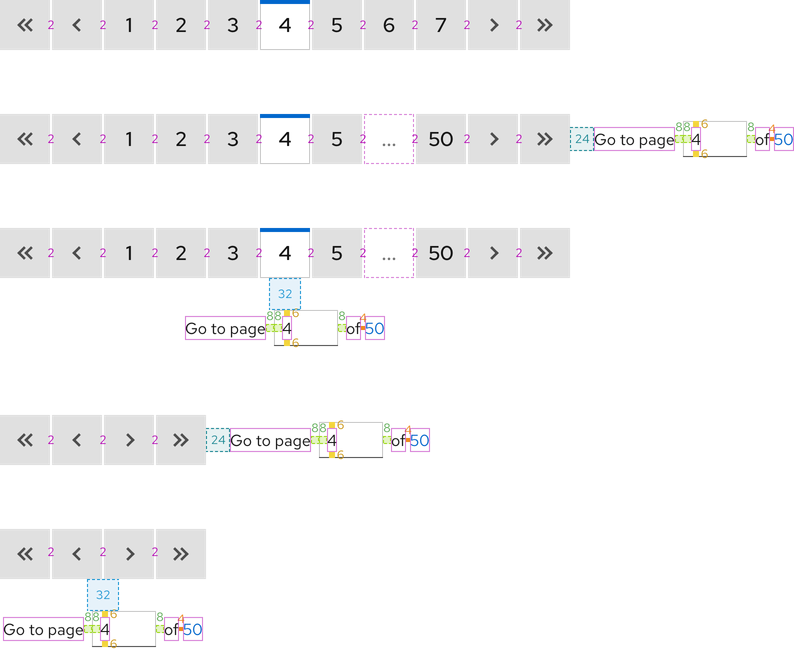 « 2 < 2 1 2 2 2 3 2 4 2 5 2 6 2 7 2 > 2 »
« 2 < 2 1 2 2 2 3 2 4 2 5 2 ... 2 50 2 > 2 » 24 Go to page 8 8 4 6 6 8 of 4 50
« 2 < 2 1 2 2 2 3 2 4 2 5 2 ... 2 50 2 > 2 »
32
Go to page 8 8 4 6 6 8 of 4 50
« 2 < 2 > 2 » 24 Go to page 8 8 4 6 6 8 of 4 50
« 2 < 2 > 2 »
32
Go to page 8 8 4 6 6 8 of 4 50